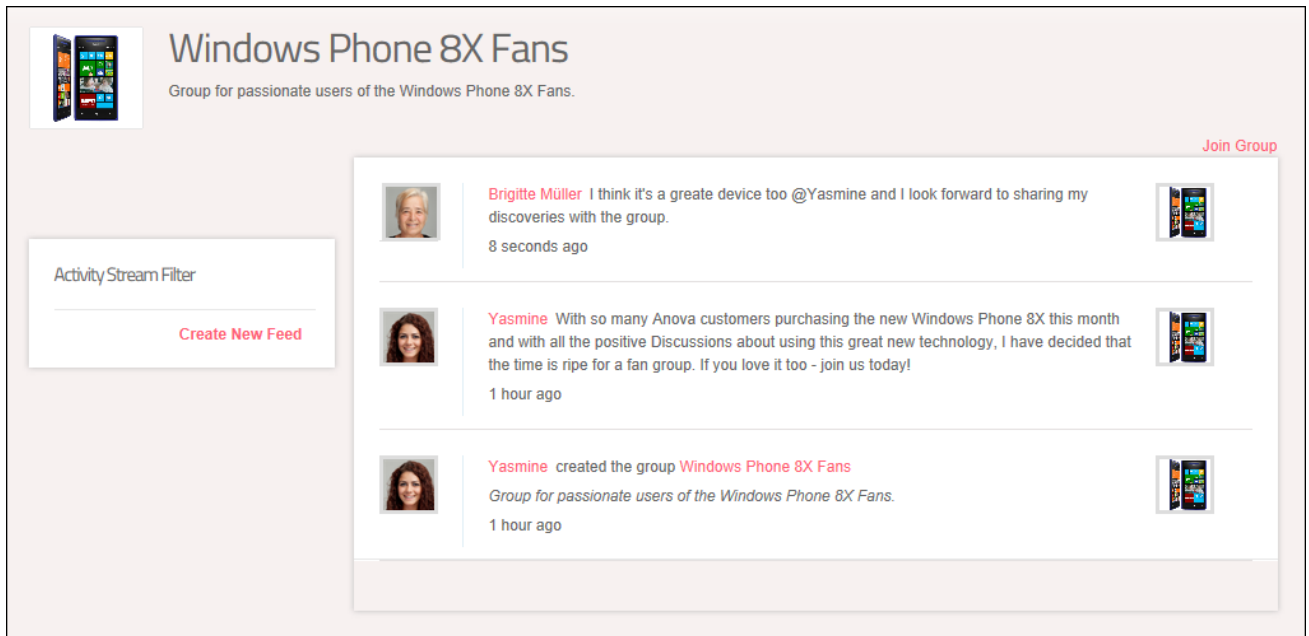 Windows Phone 8X Fans
Group for passionate users of the Windows Phone 8X Fans.
Join Group
Activity Stream Filter
Create New Feed
Brigitte Müller I think it's a greate device too @Yasmine and I look forward to sharing my
discoveries with the group.
8 seconds ago
Yasmine With so many Anova customers purchasing the new Windows Phone 8X this month
and with all the positive Discussions about using this great new technology, I have decided that
the time is ripe for a fan group. If you love it too - join us today!
1 hour ago
Yasmine created the group Windows Phone 8X Fans
Group for passionate users of the Windows Phone 8X Fans.
1 hour ago